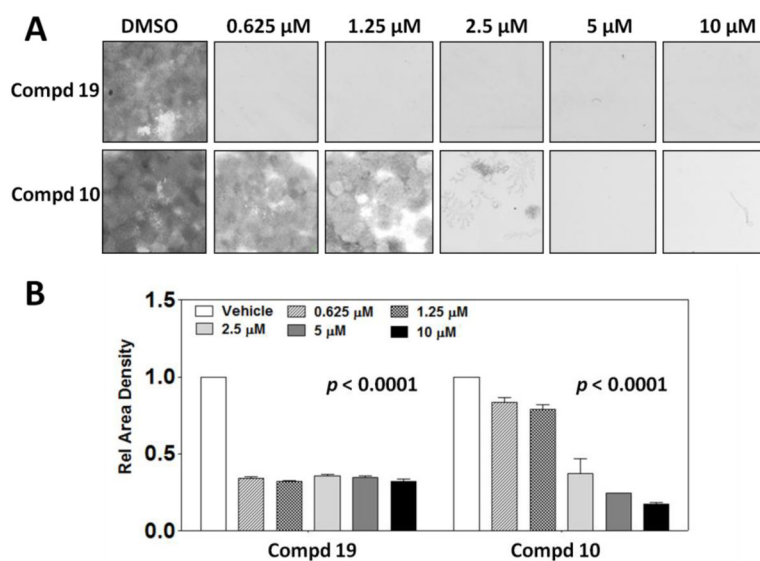 A
DMSO 0.625 μM 1.25 μM 2.5 μM 5 μM 10 μM
Compd 19
Compd 10
B
1.5
Vehicle 0.625 μM 1.25 μM
2.5 μM 5 μM 10 μM
p < 0.0001 p < 0.0001
1.0
Rel Area Density
0.5
0.0
Compd 19 Compd 10